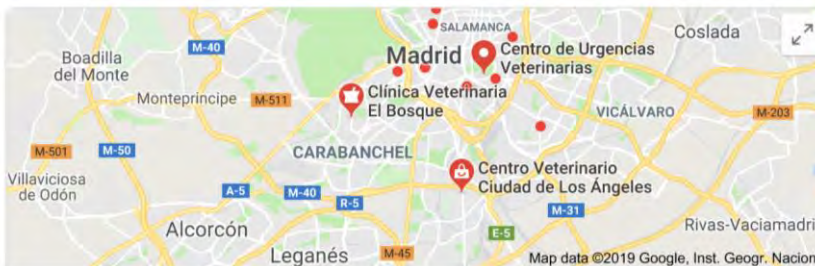 SALAMANCA
Coslada
M-40
Boadilla
del Monte
Madrid
Centro de Urgencias
Veterinarias
Monteprincipe
M-511
Clínica Veterinaria
El Bosque
VICÁLVARO
M-203
M-501
M-50
CARABANCHEL
Centro Veterinario
Ciudad de Los Ángeles
Villaviciosa
de Odón
A-5
M-40
R-5
M-31
Alcorcón
E-5
Rivas-Vaciamadri
Leganés
M-45
Map data ©2019 Google, Inst. Geogr. Nacion